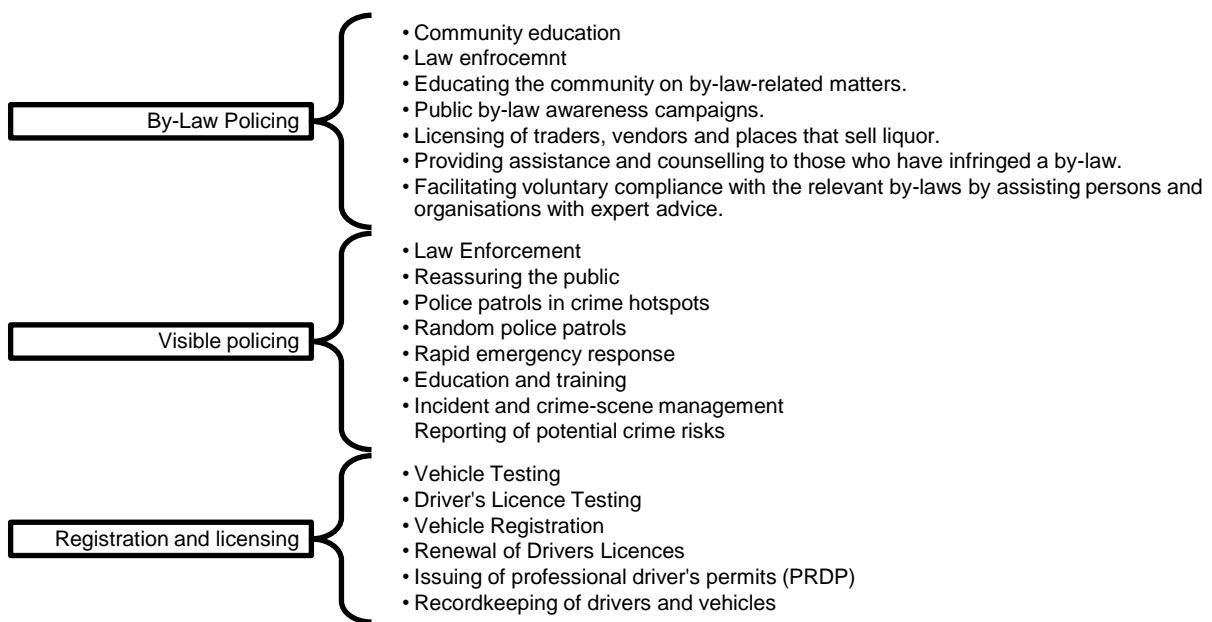 By-Law Policing
• Community education
• Law enfrocemnt
• Educating the community on by-law-related matters.
• Public by-law awareness campaigns.
• Licensing of traders, vendors and places that sell liquor.
• Providing assistance and counselling to those who have infringed a by-law.
• Facilitating voluntary compliance with the relevant by-laws by assisting persons and
organisations with expert advice.
Visible policing
• Law Enforcement
• Reassuring the public
• Police patrols in crime hotspots
• Random police patrols
• Rapid emergency response
• Education and training
• Incident and crime-scene management
Reporting of potential crime risks
Registration and licensing
• Vehicle Testing
• Driver's Licence Testing
• Vehicle Registration
• Renewal of Drivers Licences
• Issuing of professional driver's permits (PRDP)
• Recordkeeping of drivers and vehicles